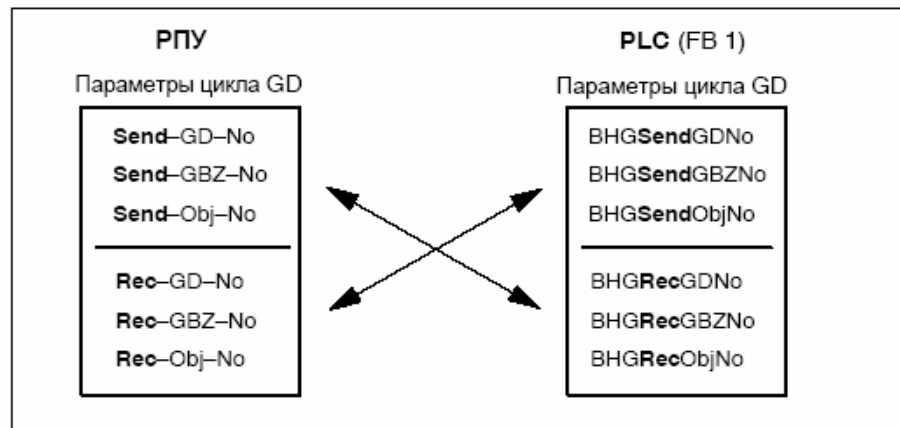 РПУ
Параметры цикла GD
Send–GD–No
Send–GBZ–No
Send–Obj–No
Rec–GD–No
Rec–GBZ–No
Rec–Obj–No
PLC (FB 1)
Параметры цикла GD
BHGSendGDNo
BHGSendGBZNo
BHGSendObjNo
BHGRecGDNo
BHGRecGBZNo
BHGRecObjNo